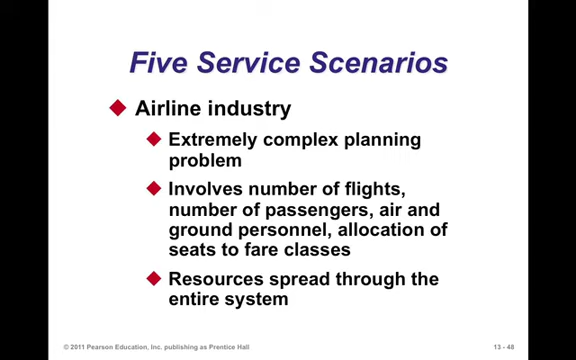 Five Service Scenarios
Airline industry
Extremely complex planning
problem
Involves number of flights,
number of passengers, air and
ground personnel, allocation of
seats to fare classes
Resources spread through the
entire system
© 2011 Pearson Education, Inc. publishing as Prentice Hall
13 - 48